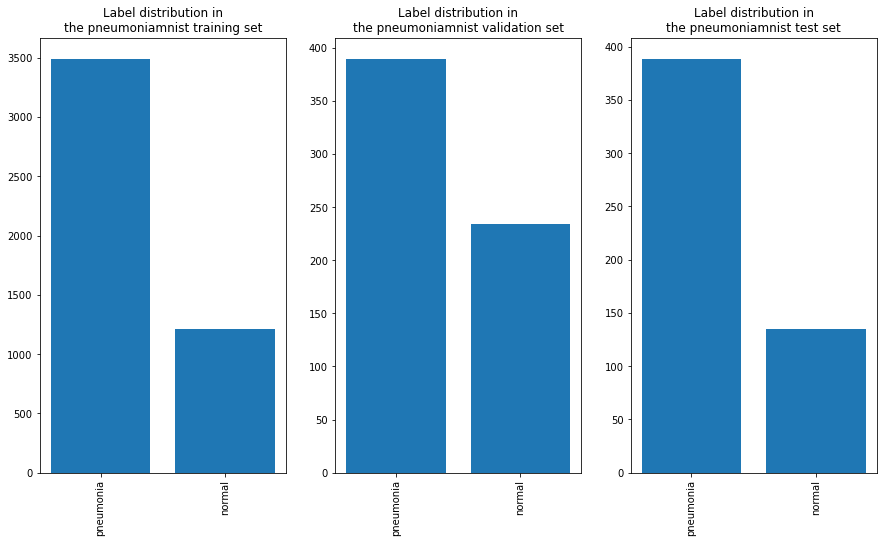 Label distribution in
the pneumoniamnist training set
3500
3000
2500
2000
1500
1000
500
0
pneumonia
normal
Label distribution in
the pneumoniamnist validation set
400
350
300
250
200
150
100
50
0
pneumonia
normal
Label distribution in
the pneumoniamnist test set
400
350
300
250
200
150
100
50
0
pneumonia
normal